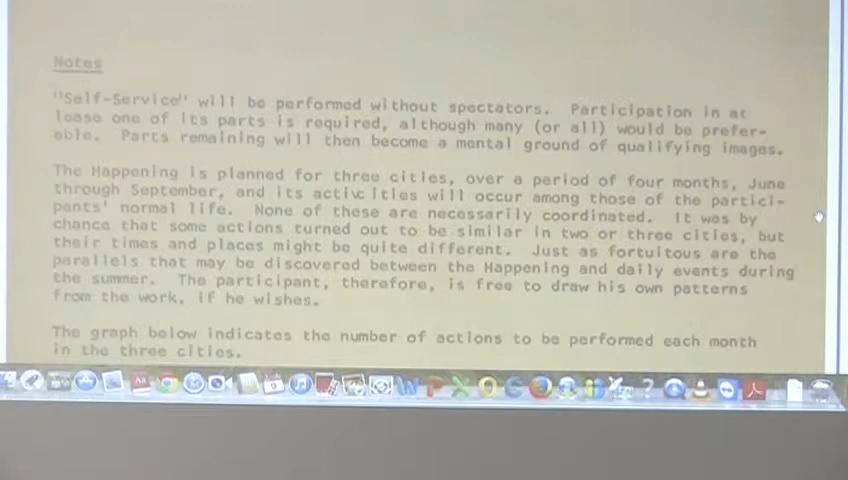 Notes
"Self-Service" will be performed without spectators. Participation in at
lease one of its parts is required, although many (or all) would be prefer-
able. Parts remaining will then become a mental ground of qualifying images.
The Happening is planned for three cities, over a period of four months, June
through September, and its activities will occur among those of the partici-
pants' normal life. None of these are necessarily coordinated. It was by
chance that some actions turned out to be similar in two or three cities, but
their times and places might be quite different. Just as fortuitous are the
parallels that may be discovered between the Happening and daily events during
the summer. The participant, therefore, is free to draw his own patterns
from the work, if he wishes.
The graph below indicates the number of actions to be performed each month
in the three cities.